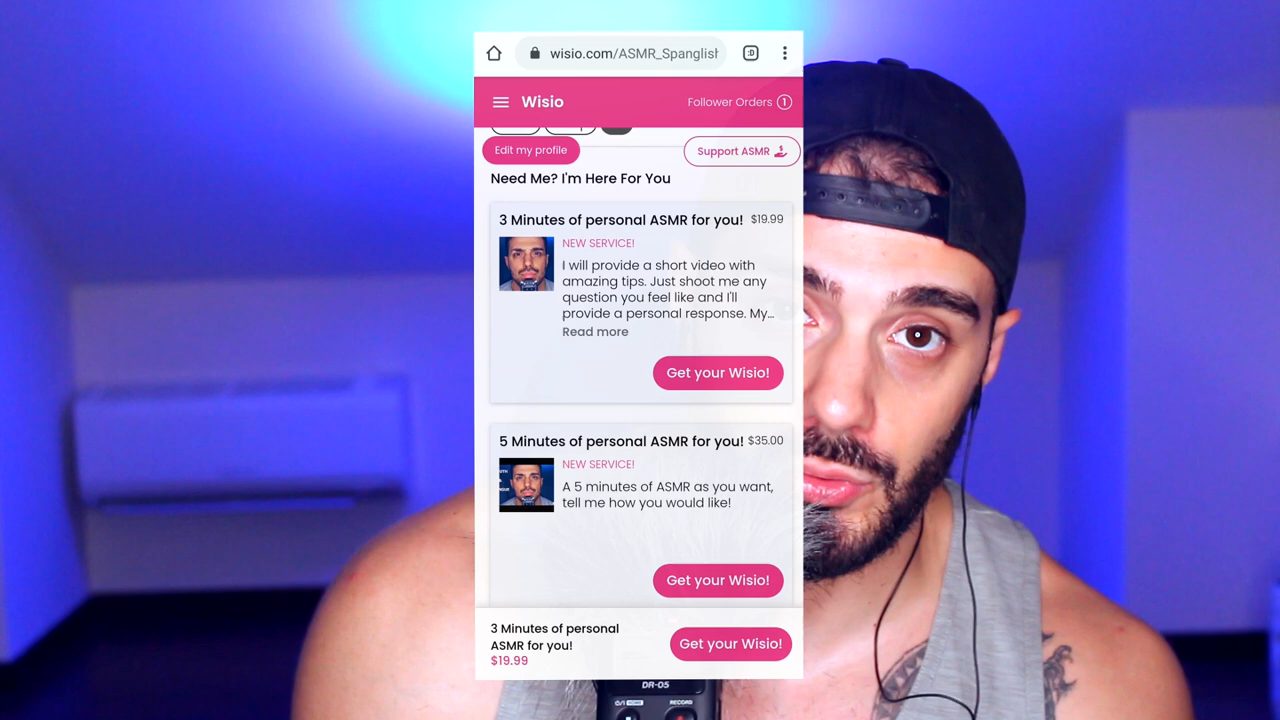 wisio.com/ASMR_Spanglish
:D
Wisio
Follower Orders 1
Edit my profile
Support ASMR
Need Me? I'm Here For You
3 Minutes of personal ASMR for you! $19.99
NEW SERVICE!
I will provide a short video with
amazing tips. Just shoot me any
question you feel like and I'll
provide a personal response. My...
Read more
Get your Wisio!
5 Minutes of personal ASMR for you! $35.00
NEW SERVICE!
A 5 minutes of ASMR as you want,
tell me how you would like!
Get your Wisio!
3 Minutes of personal
ASMR for you!
$19.99
Get your Wisio!
DR-05
HOME RECORD